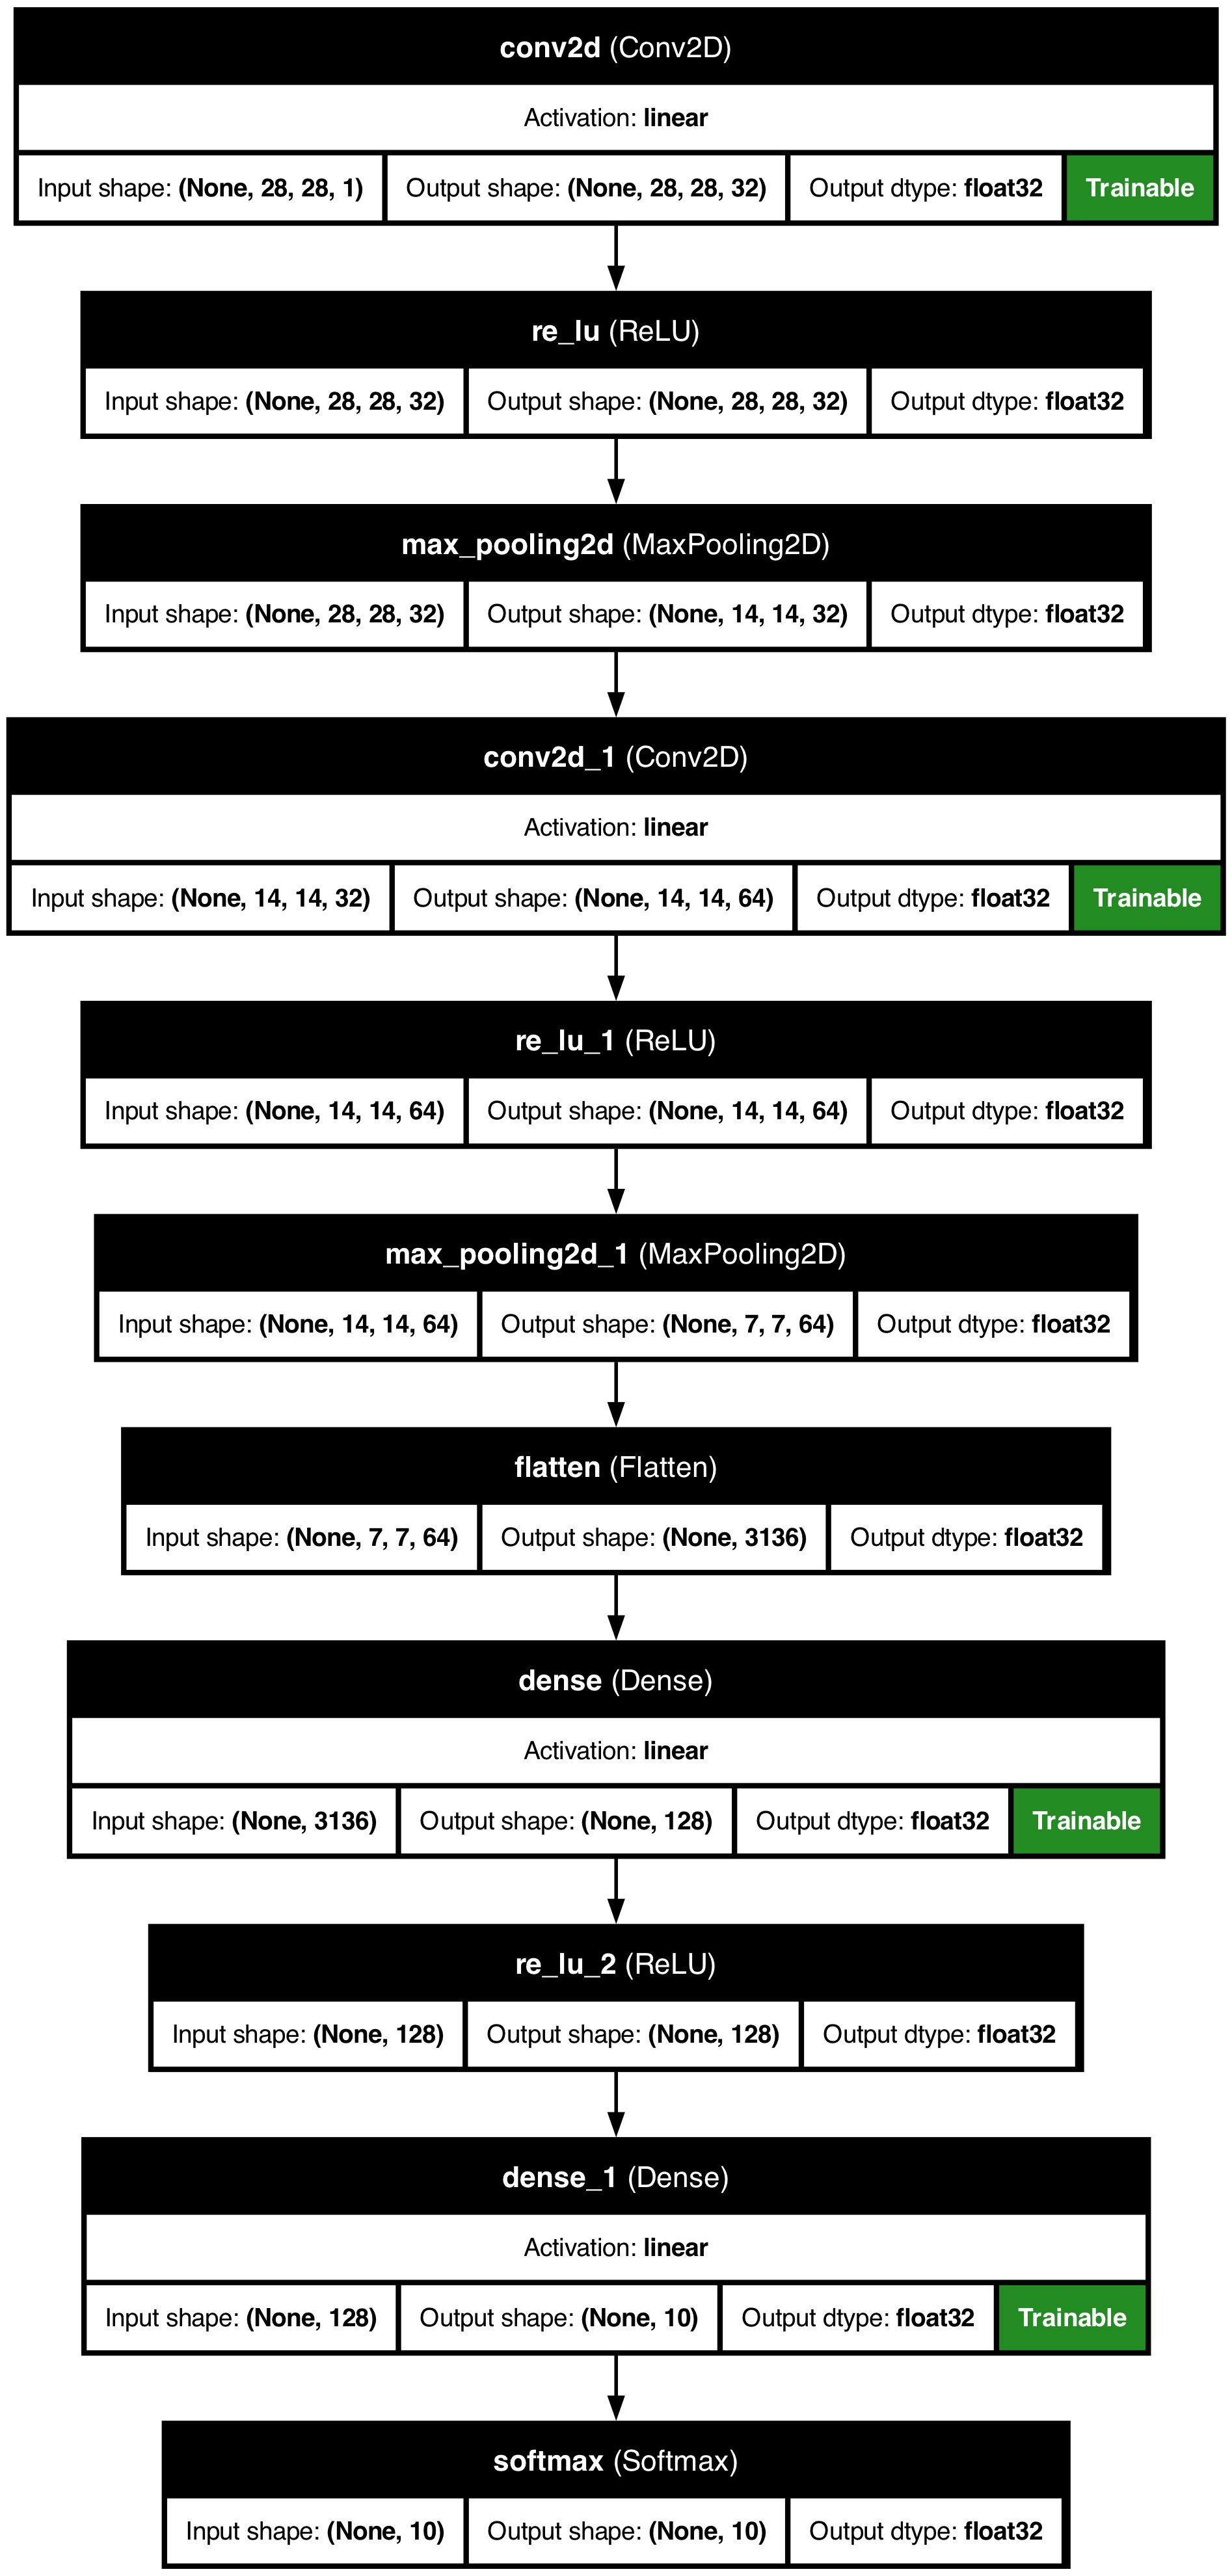 conv2d (Conv2D)
Activation: linear
Input shape: (None, 28, 28, 1) Output shape: (None, 28, 28, 32) Output dtype: float32 Trainable
re_lu (ReLU)
Input shape: (None, 28, 28, 32) Output shape: (None, 28, 28, 32) Output dtype: float32
max_pooling2d (MaxPooling2D)
Input shape: (None, 28, 28, 32) Output shape: (None, 14, 14, 32) Output dtype: float32
conv2d_1 (Conv2D)
Activation: linear
Input shape: (None, 14, 14, 32) Output shape: (None, 14, 14, 64) Output dtype: float32 Trainable
re_lu_1 (ReLU)
Input shape: (None, 14, 14, 64) Output shape: (None, 14, 14, 64) Output dtype: float32
max_pooling2d_1 (MaxPooling2D)
Input shape: (None, 14, 14, 64) Output shape: (None, 7, 7, 64) Output dtype: float32
flatten (Flatten)
Input shape: (None, 7, 7, 64) Output shape: (None, 3136) Output dtype: float32
dense (Dense)
Activation: linear
Input shape: (None, 3136) Output shape: (None, 128) Output dtype: float32 Trainable
re_lu_2 (ReLU)
Input shape: (None, 128) Output shape: (None, 128) Output dtype: float32
dense_1 (Dense)
Activation: linear
Input shape: (None, 128) Output shape: (None, 10) Output dtype: float32 Trainable
softmax (Softmax)
Input shape: (None, 10) Output shape: (None, 10) Output dtype: float32